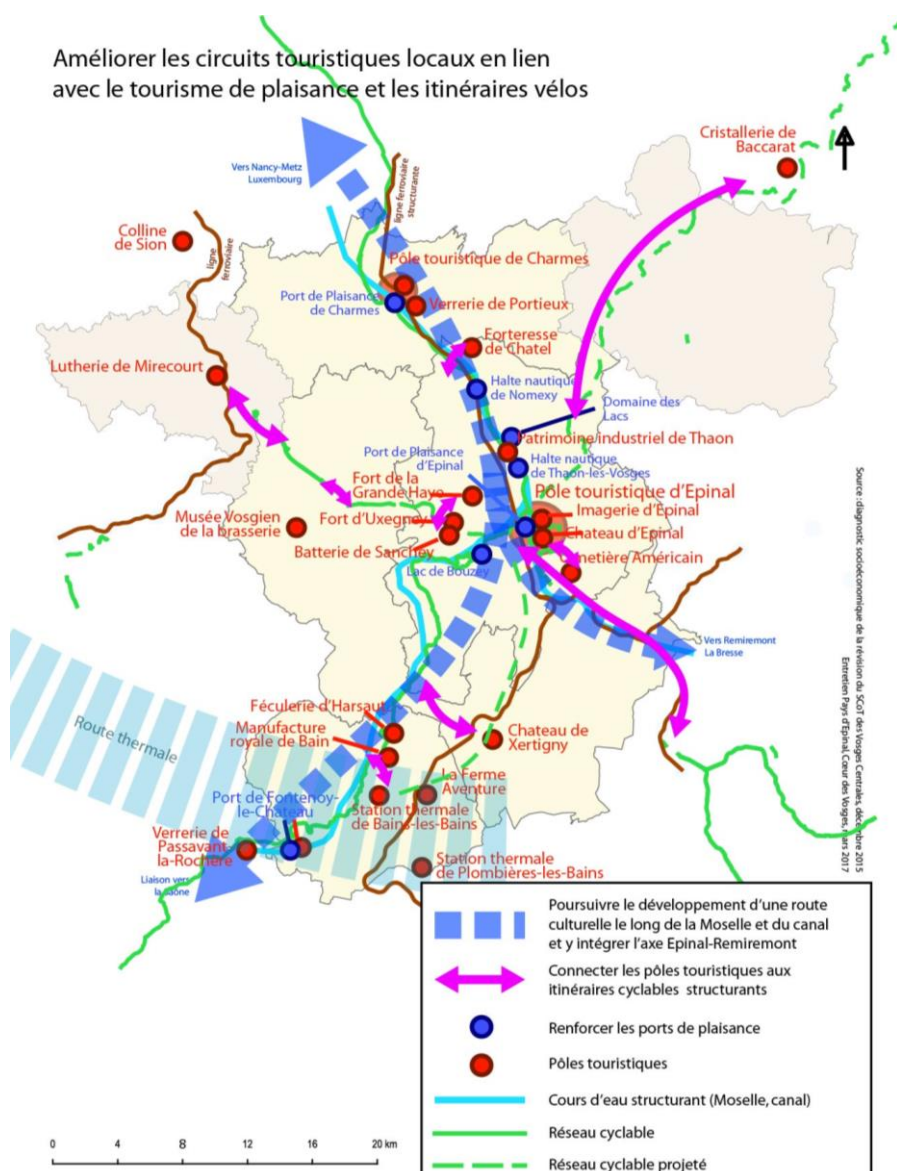 Améliorer les circuits touristiques locaux en lien
avec le tourisme de plaisance et les itinéraires vélos
Cristallerie de
Baccarat
Vers Nancy-Metz
Luxembourg
ligne ferroviaire
structurante
Colline
de Sion
ligne
ferroviaire
Pôle touristique de Charmes
Port de Plaisance
de Charmes
Verrerie de Portieux
Forteresse
de Chatel
Lutherie de Mirecourt
Halte nautique
de Nomexy
Domaine des
Lacs
Patrimoine industriel de Thaon
Port de Plaisance
d'Epinal
Halte nautique
de Thaon-les-Vosges
Fort de la
Grande Haye
Pôle touristique d'Epinal
Imagerie d'Epinal
Musée Vosgien
de la brasserie
Fort d'Uxegney
Chateau d'Epinal
Batterie de Sanchey
Cimetière Américain
Lac de Bouzey
Vers Remiremont
La Bresse
Source : diagnostic socioéconomique de la révision du SCoT des Vosges Centrales, décembre 2015
Entretien Pays d'Epinal, Cœur des Vosges, mars 2017
Route thermale
Féculerie d'Harsaut
Manufacture
royale de Bain
Chateau de
Xertigny
La Ferme
Aventure
Port de Fontenoy-
le-Chateau
Station thermale
de Bains-les-Bains
Verrerie de
Passavant
la-Rochère
Station thermale
de Plombières-les-Bains
Liaison vers
la Saône
Poursuivre le développement d'une route
culturelle le long de la Moselle et du canal
et y intégrer l'axe Epinal-Remiremont
Connecter les pôles touristiques aux
itinéraires cyclables structurants
Renforcer les ports de plaisance
Pôles touristiques
Cours d'eau structurant (Moselle, canal)
Réseau cyclable
Réseau cyclable projeté
0 4 8 12 16 20 km